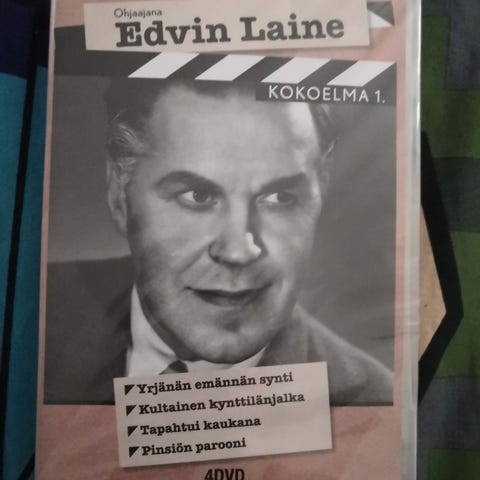 Ohjaajana
Edvin Laine
KOKOELMA 1.
Yrjänän emännän synti
Kultainen kynttilänjalka
Tapahtui kaukana
Pinsiön parooni
4DVD